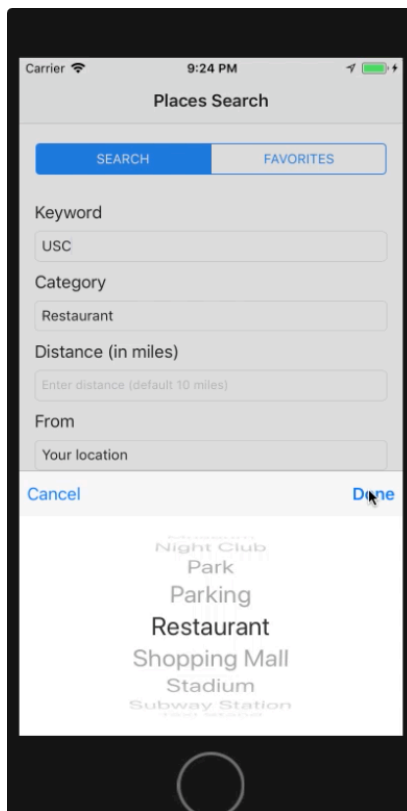 Carrier
9:24 PM
Places Search
SEARCH
FAVORITES
Keyword
USC
Category
Restaurant
Distance (in miles)
Enter distance (default 10 miles)
From
Your location
Cancel
Done
Night Club
Park
Parking
Restaurant
Shopping Mall
Stadium
Subway Station